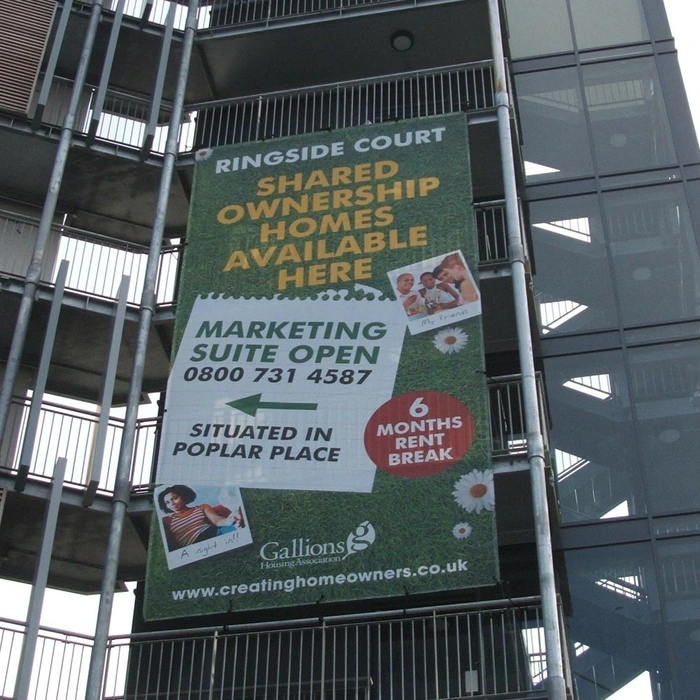 RINGSIDE COURT
SHARED
OWNERSHIP
HOMES
AVAILABLE
HERE
My friends
MARKETING
SUITE OPEN
0800 731 4587
SITUATED IN
POPLAR PLACE
6
MONTHS
RENT
BREAK
A night in!!
Gallions
Housing Association
www.creatinghomeowners.co.uk